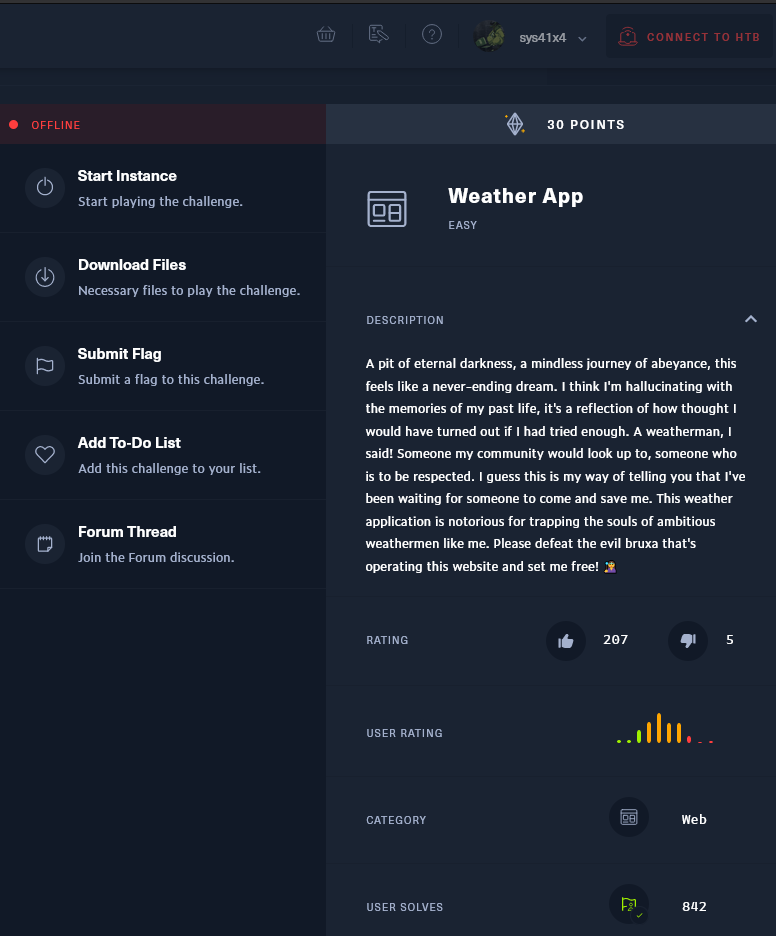 sys41x4
CONNECT TO HTB
OFFLINE
Start Instance
Start playing the challenge.
Download Files
Necessary files to play the challenge.
Submit Flag
Submit a flag to this challenge.
Add To-Do List
Add this challenge to your list.
Forum Thread
Join the Forum discussion.
30 POINTS
Weather App
EASY
DESCRIPTION
A pit of eternal darkness, a mindless journey of abeyance, this
feels like a never-ending dream. I think I'm hallucinating with
the memories of my past life, it's a reflection of how thought I
would have turned out if I had tried enough. A weatherman, I
said! Someone my community would look up to, someone who
is to be respected. I guess this is my way of telling you that I've
been waiting for someone to come and save me. This weather
application is notorious for trapping the souls of ambitious
weathermen like me. Please defeat the evil bruxa that's
operating this website and set me free! 🧙‍♀️
RATING
207
5
USER RATING
CATEGORY
Web
USER SOLVES
842